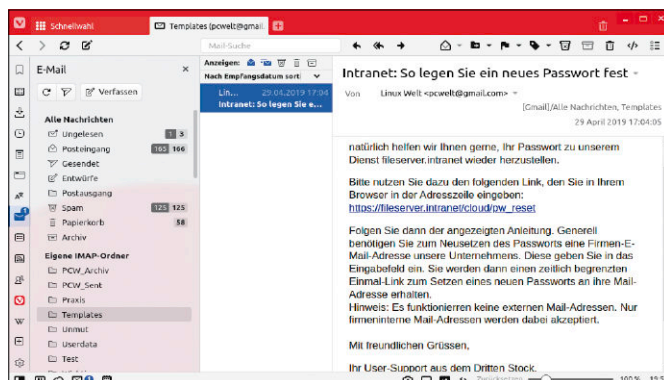 Schnellwahl
Templates (pcwelt@gmail.
Mail-Suche
E-Mail
Verfassen
Alle Nachrichten
Ungelesen 1 3
Posteingang 165 166
Gesendet
Entwürfe
Postausgang
Spam 125 125
Papierkorb 58
Archiv
Eigene IMAP-Ordner
PCW_Archiv
PCW_Sent
Praxis
Templates
Unmut
Userdata
Test
Anzeigen:
Nach Empfangsdatum sorti
Lin... 29.04.2019 17:04
Intranet: So legen Sie e...
Intranet: So legen Sie ein neues Passwort fest
Von Linux Welt <pcwelt@gmail.com>
[Gmail]/Alle Nachrichten, Templates
29 April 2019 17:04:05
natürlich helfen wir Ihnen gerne, Ihr Passwort zu unserem
Dienst fileserver.intranet wieder herzustellen.
Bitte nutzen Sie dazu den folgenden Link, den Sie in Ihrem
Browser in der Adresszeile eingeben:
https://fileserver.intranet/cloud/pw_reset
Folgen Sie dann der angezeigten Anleitung. Generell
benötigen Sie zum Neusetzen des Passworts eine Firmen-E-
Mail-Adresse unsere Unternehmens. Diese geben Sie in das
Eingabefeld ein. Sie werden dann einen zeitlich begrenzten
Einmal-Link zum Setzen eines neuen Passworts an ihre Mail-
Adresse erhalten.
Hinweis: Es funktionierren keine externen Mail-Adressen. Nur
firmeninterne Mail-Adressen werden dabei akzeptiert.
Mit freundlichen Grüssen,
Ihr User-Support aus dem Dritten Stock.
Zurücksetzen
100 %